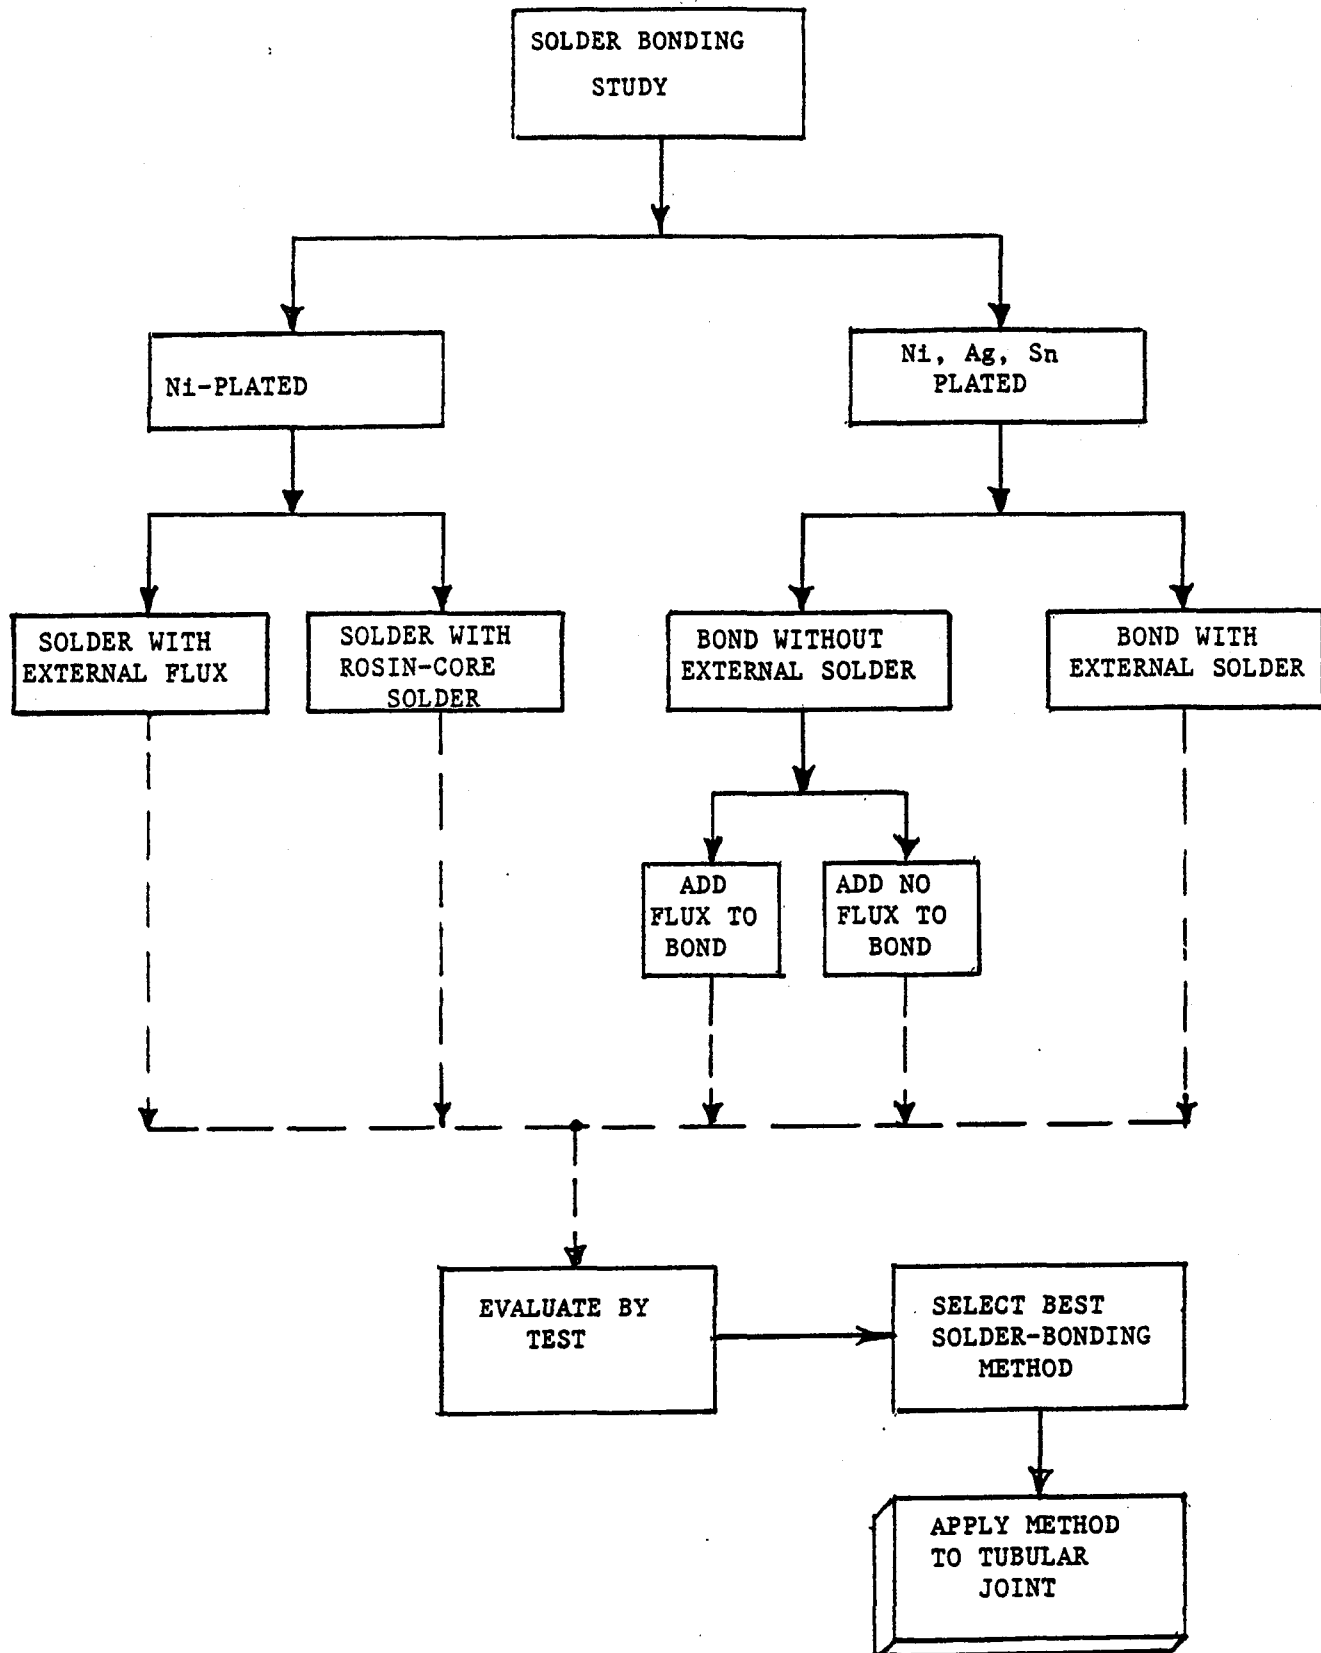 SOLDER BONDING
STUDY
Ni-PLATED
Ni, Ag, Sn
PLATED
SOLDER WITH
EXTERNAL FLUX
SOLDER WITH
ROSIN-CORE
SOLDER
BOND WITHOUT
EXTERNAL SOLDER
BOND WITH
EXTERNAL SOLDER
ADD
FLUX TO
BOND
ADD NO
FLUX TO
BOND
EVALUATE BY
TEST
SELECT BEST
SOLDER-BONDING
METHOD
APPLY METHOD
TO TUBULAR
JOINT